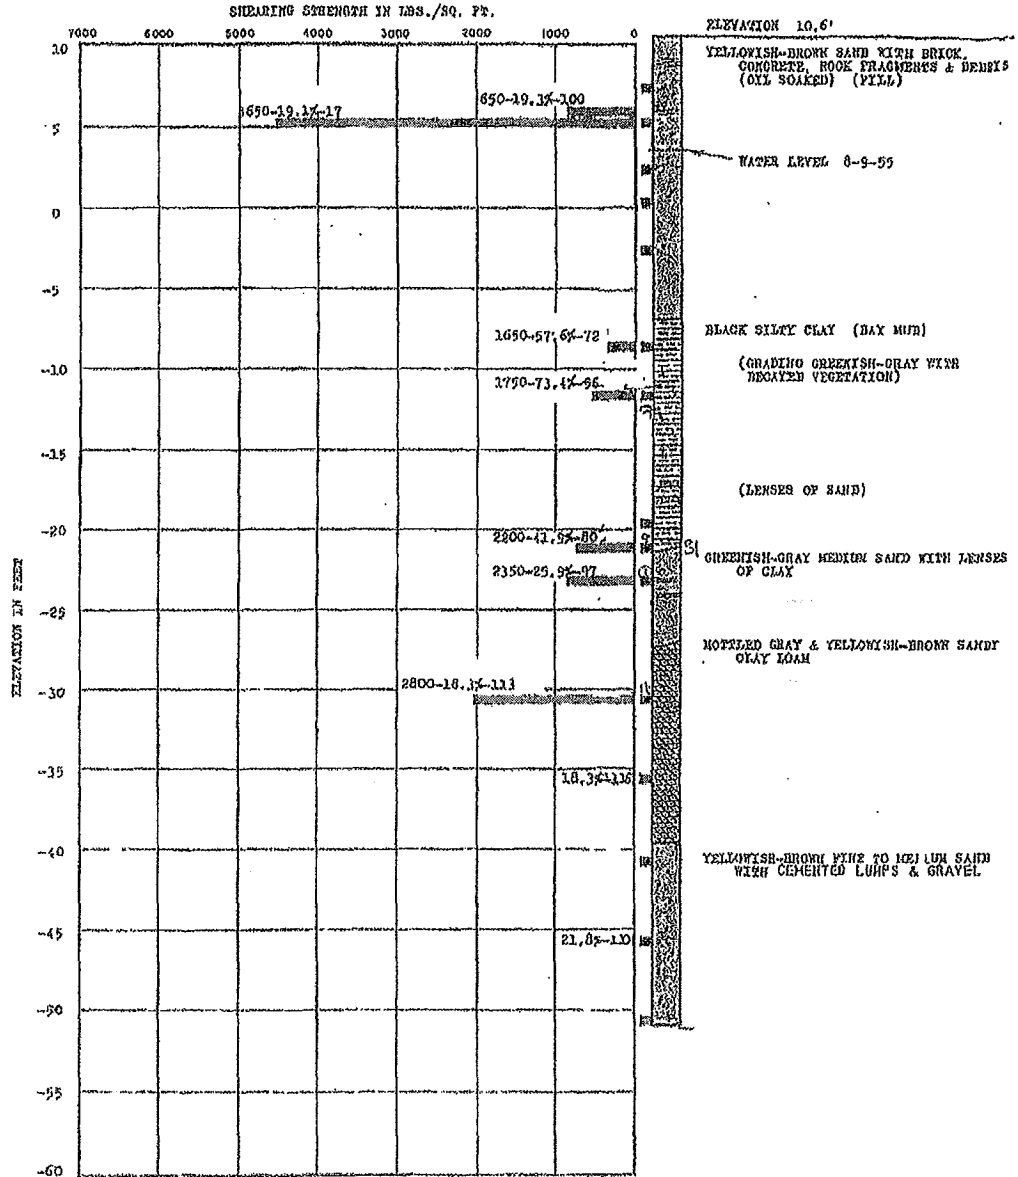 SHEARING STRENGTH IN LBS./SQ. FT.
7000 6000 5000 4000 3000 2000 1000 0
ELEVATION 10.6'
10
YELLOWISH-BROWN SAND WITH BRICK,
CONCRETE, ROCK FRAGMENTS & DEBRIS
(OIL SOAKED) (FILL)
650-19.1%-100
650-19.1%-17
5
WATER LEVEL 8-9-55
0
-5
BLACK SILTY CLAY (BAY MUD)
1650-57.6%-72
(GRADING GREENISH-GRAY WITH
DECAYED VEGETATION)
-10
1750-73.4%-56
-15
(LENSES OF SAND)
-20
2200-41.9%-80
GREENISH-GRAY MEDIUM SAND WITH LENSES
OF CLAY
2350-25.9%-97
ELEVATION IN FEET
-25
MOTTLED GRAY & YELLOWISH-BROWN SANDY
CLAY LOAM
2800-18.3%-113
-30
-35
18.3%-116
-40
YELLOWISH-BROWN FINE TO MEDIUM SAND
WITH CEMENTED LUMPS & GRAVEL
-45
21.8%-110
-50
-55
-60